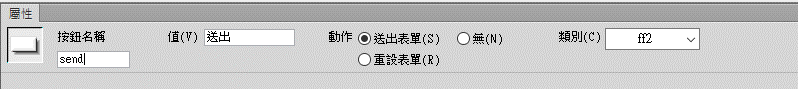 屬性
按鈕名稱 值(V) 送出 動作 送出表單(S) 無(N) 類別(C) ff2
send 重設表單(R)